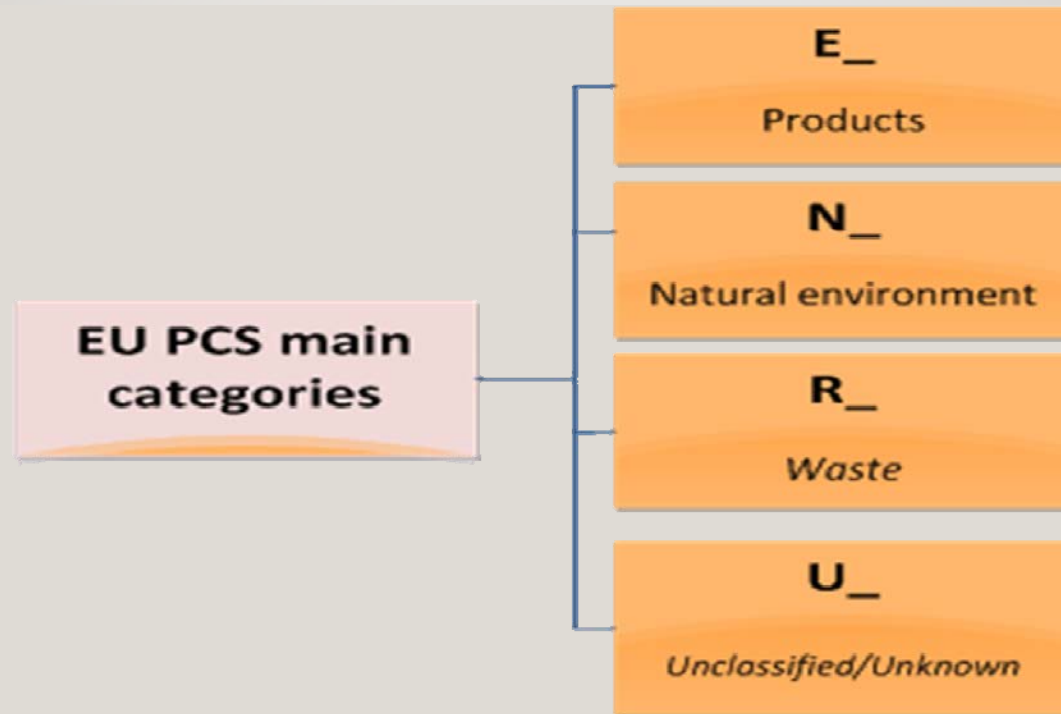 EU PCS main
categories
E_
Products
N_
Natural environment
R_
Waste
U_
Unclassified/Unknown